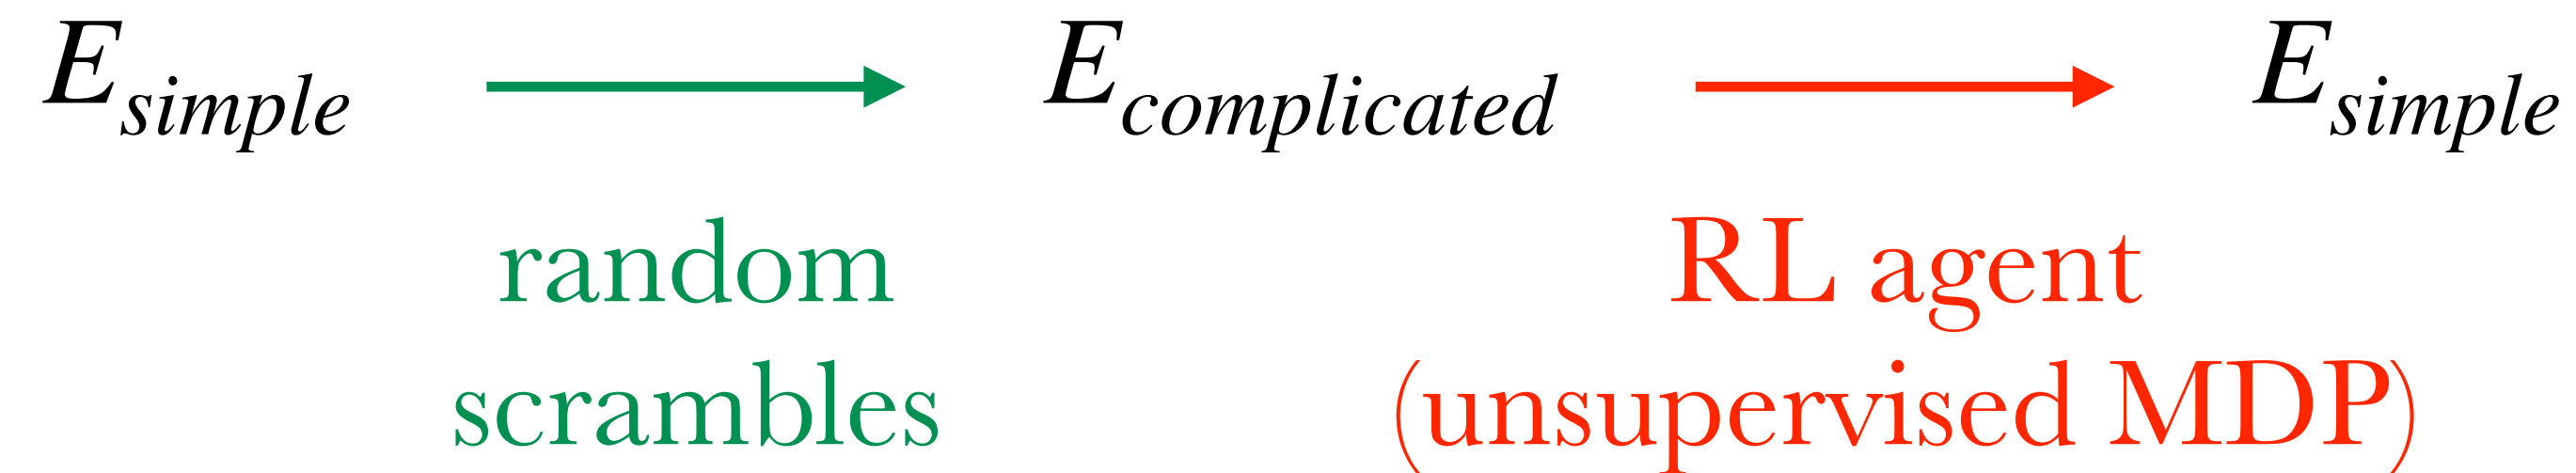 E_simple E_complicated E_simple
random RL agent
scrambles (unsupervised MDP)